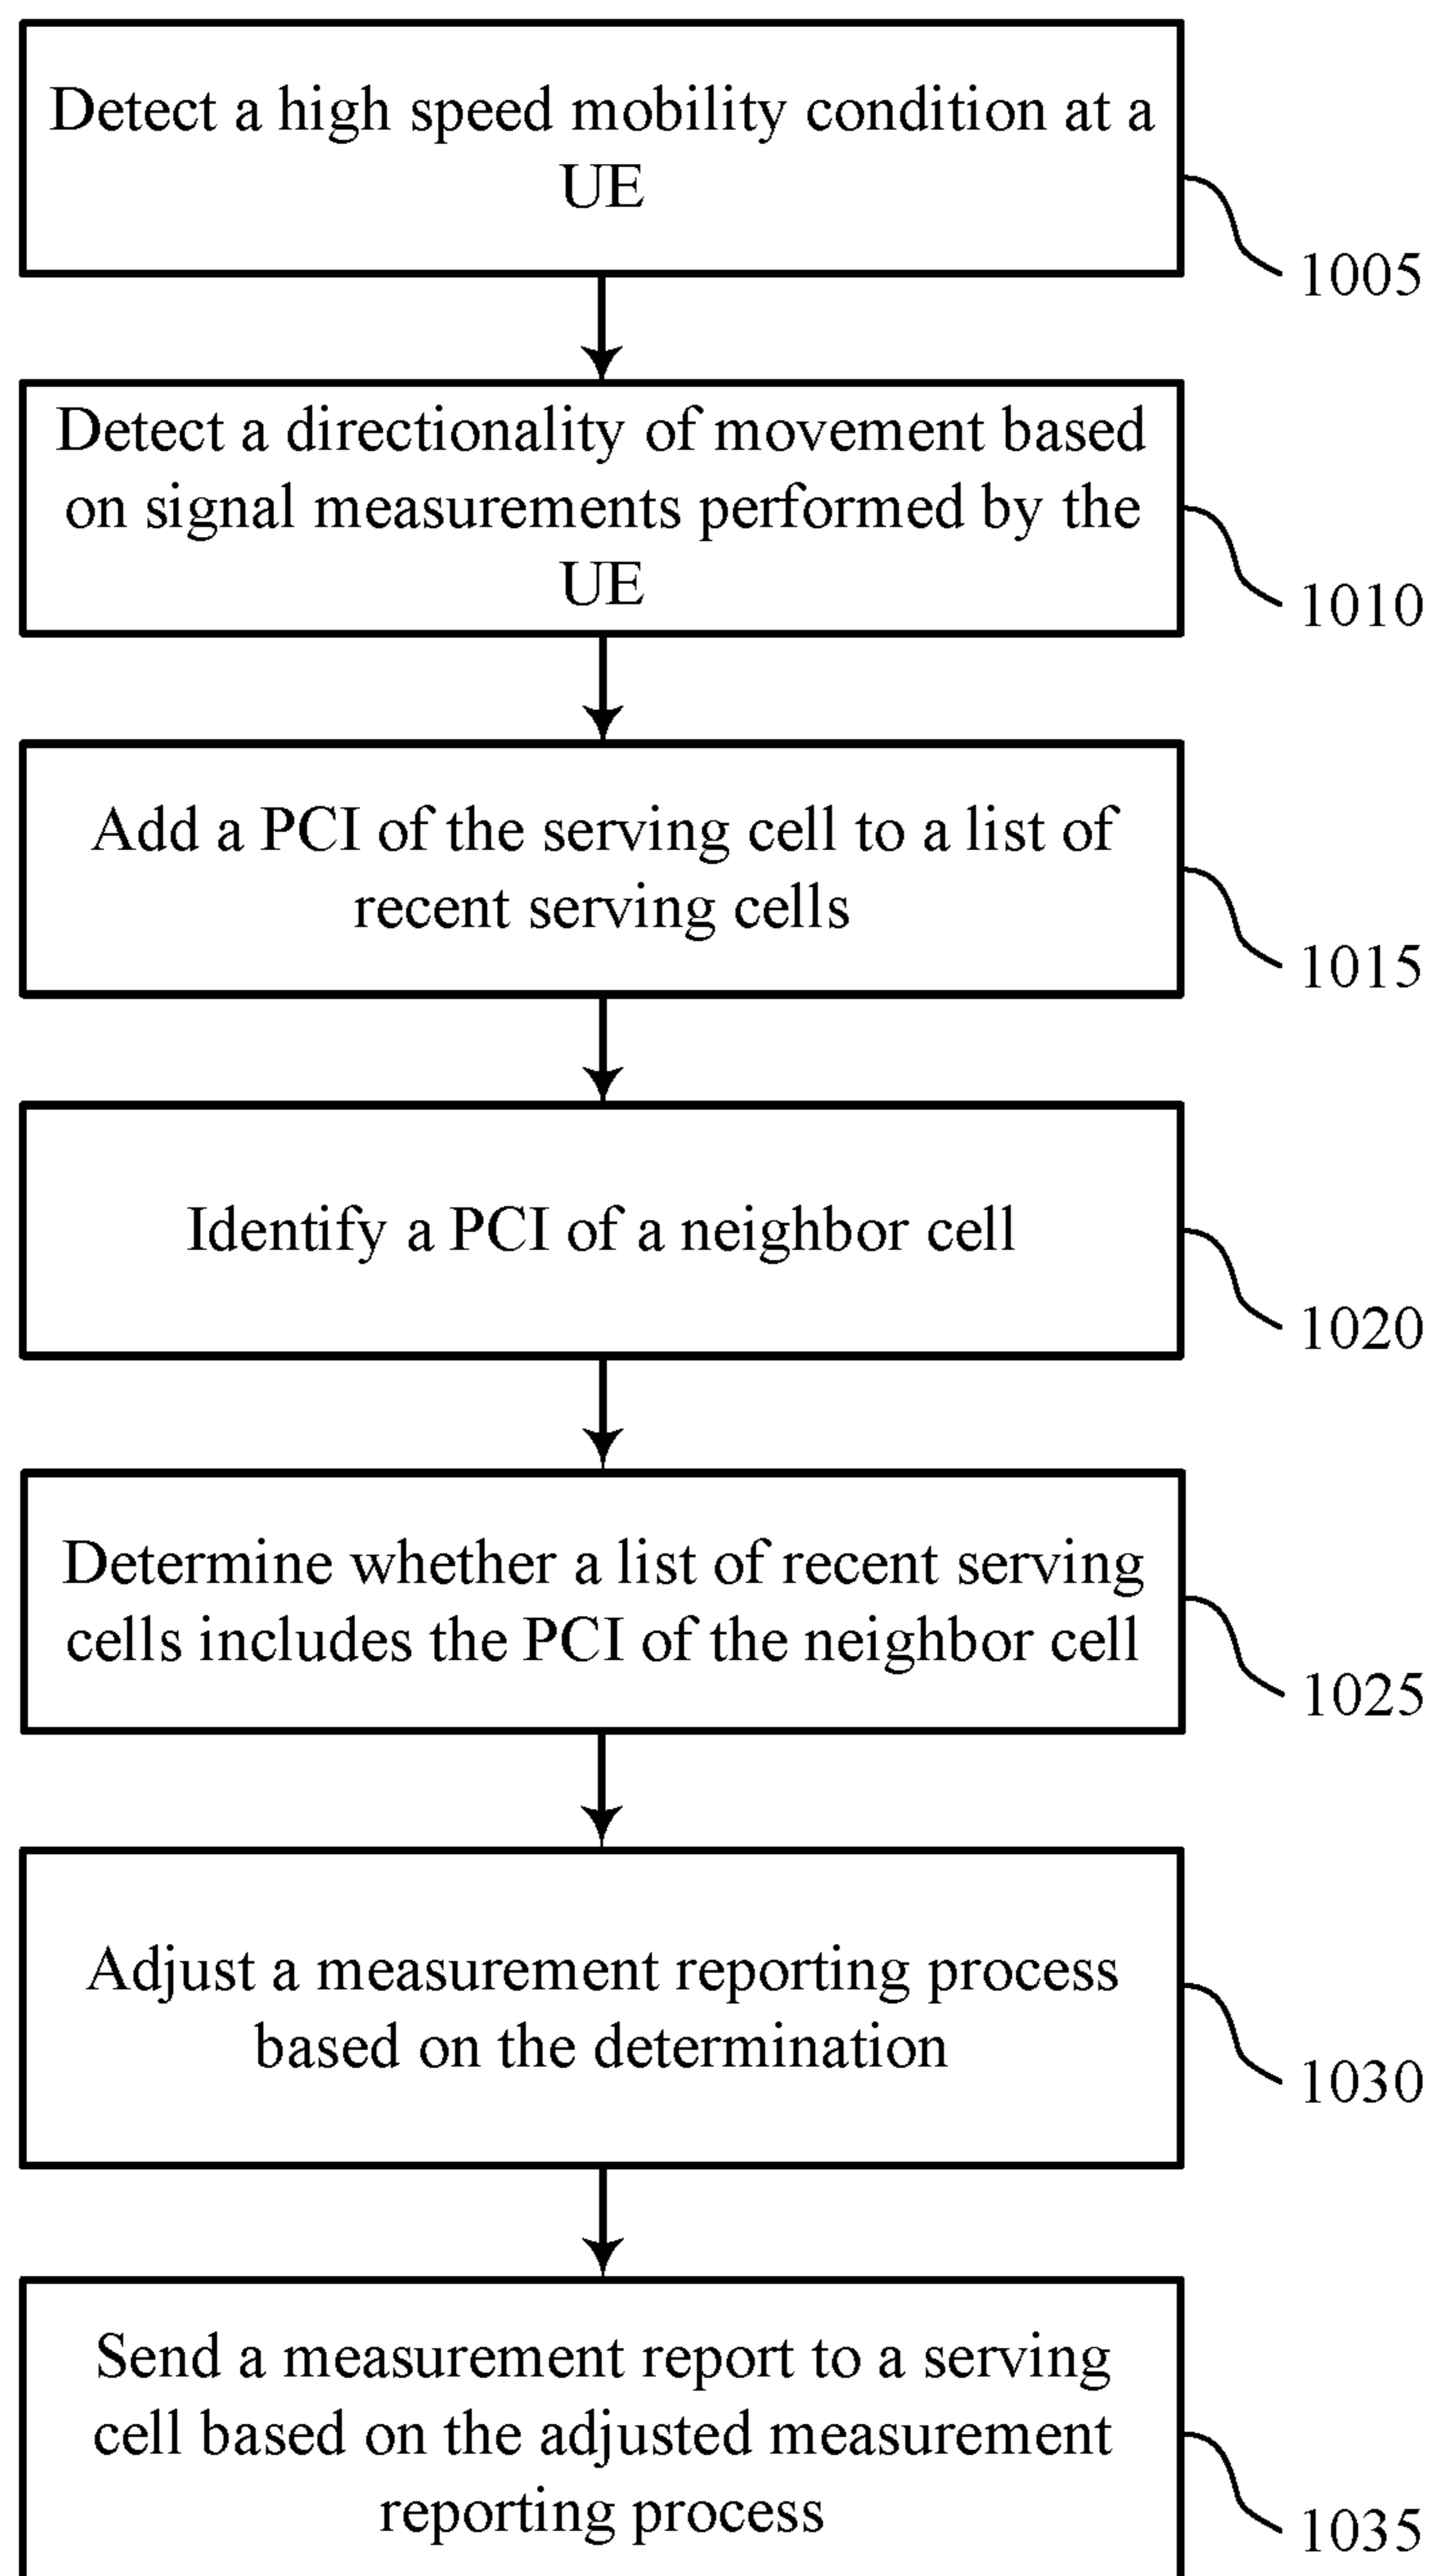 Detect a high speed mobility condition at a
UE
1005
Detect a directionality of movement based
on signal measurements performed by the
UE
1010
Add a PCI of the serving cell to a list of
recent serving cells
1015
Identify a PCI of a neighbor cell
1020
Determine whether a list of recent serving
cells includes the PCI of the neighbor cell
1025
Adjust a measurement reporting process
based on the determination
1030
Send a measurement report to a serving
cell based on the adjusted measurement
reporting process
1035